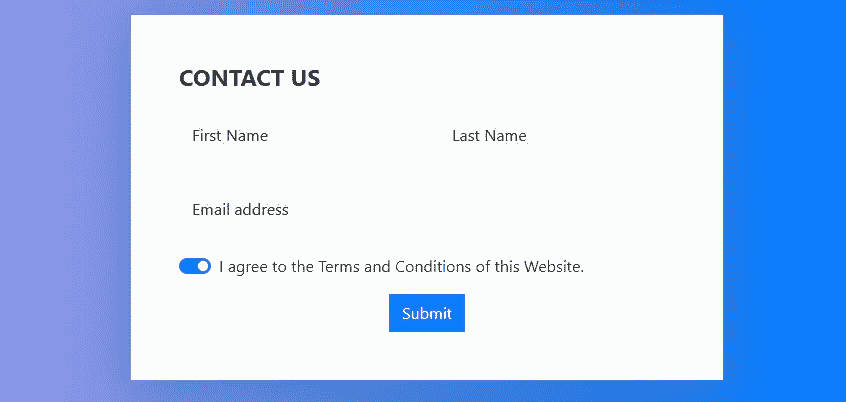 CONTACT US
First Name
Last Name
Email address
I agree to the Terms and Conditions of this Website.
Submit